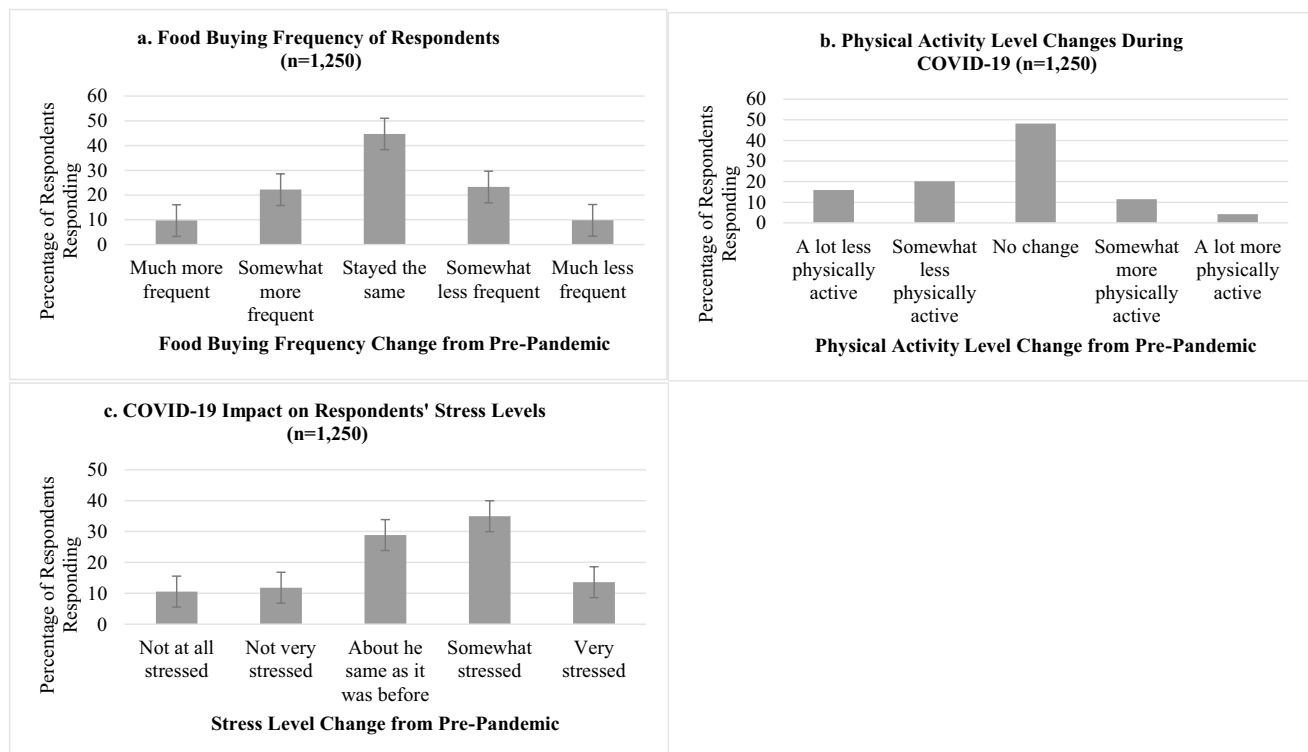 a. Food Buying Frequency of Respondents
(n=1,250)
Percentage of Respondents
Responding
60
50
40
30
20
10
0
Much more
frequent
Somewhat
more
frequent
Stayed the
same
Somewhat
less frequent
Much less
frequent
Food Buying Frequency Change from Pre-Pandemic
b. Physical Activity Level Changes During
COVID-19 (n=1,250)
Percentage of Respondents
Responding
60
50
40
30
20
10
0
A lot less
physically
active
Somewhat
less
physically
active
No change
Somewhat
more
physically
active
A lot more
physically
active
Physical Activity Level Change from Pre-Pandemic
c. COVID-19 Impact on Respondents' Stress Levels
(n=1,250)
Percentage of Respondents
Responding
50
40
30
20
10
0
Not at all
stressed
Not very
stressed
About he
same as it
was before
Somewhat
stressed
Very
stressed
Stress Level Change from Pre-Pandemic